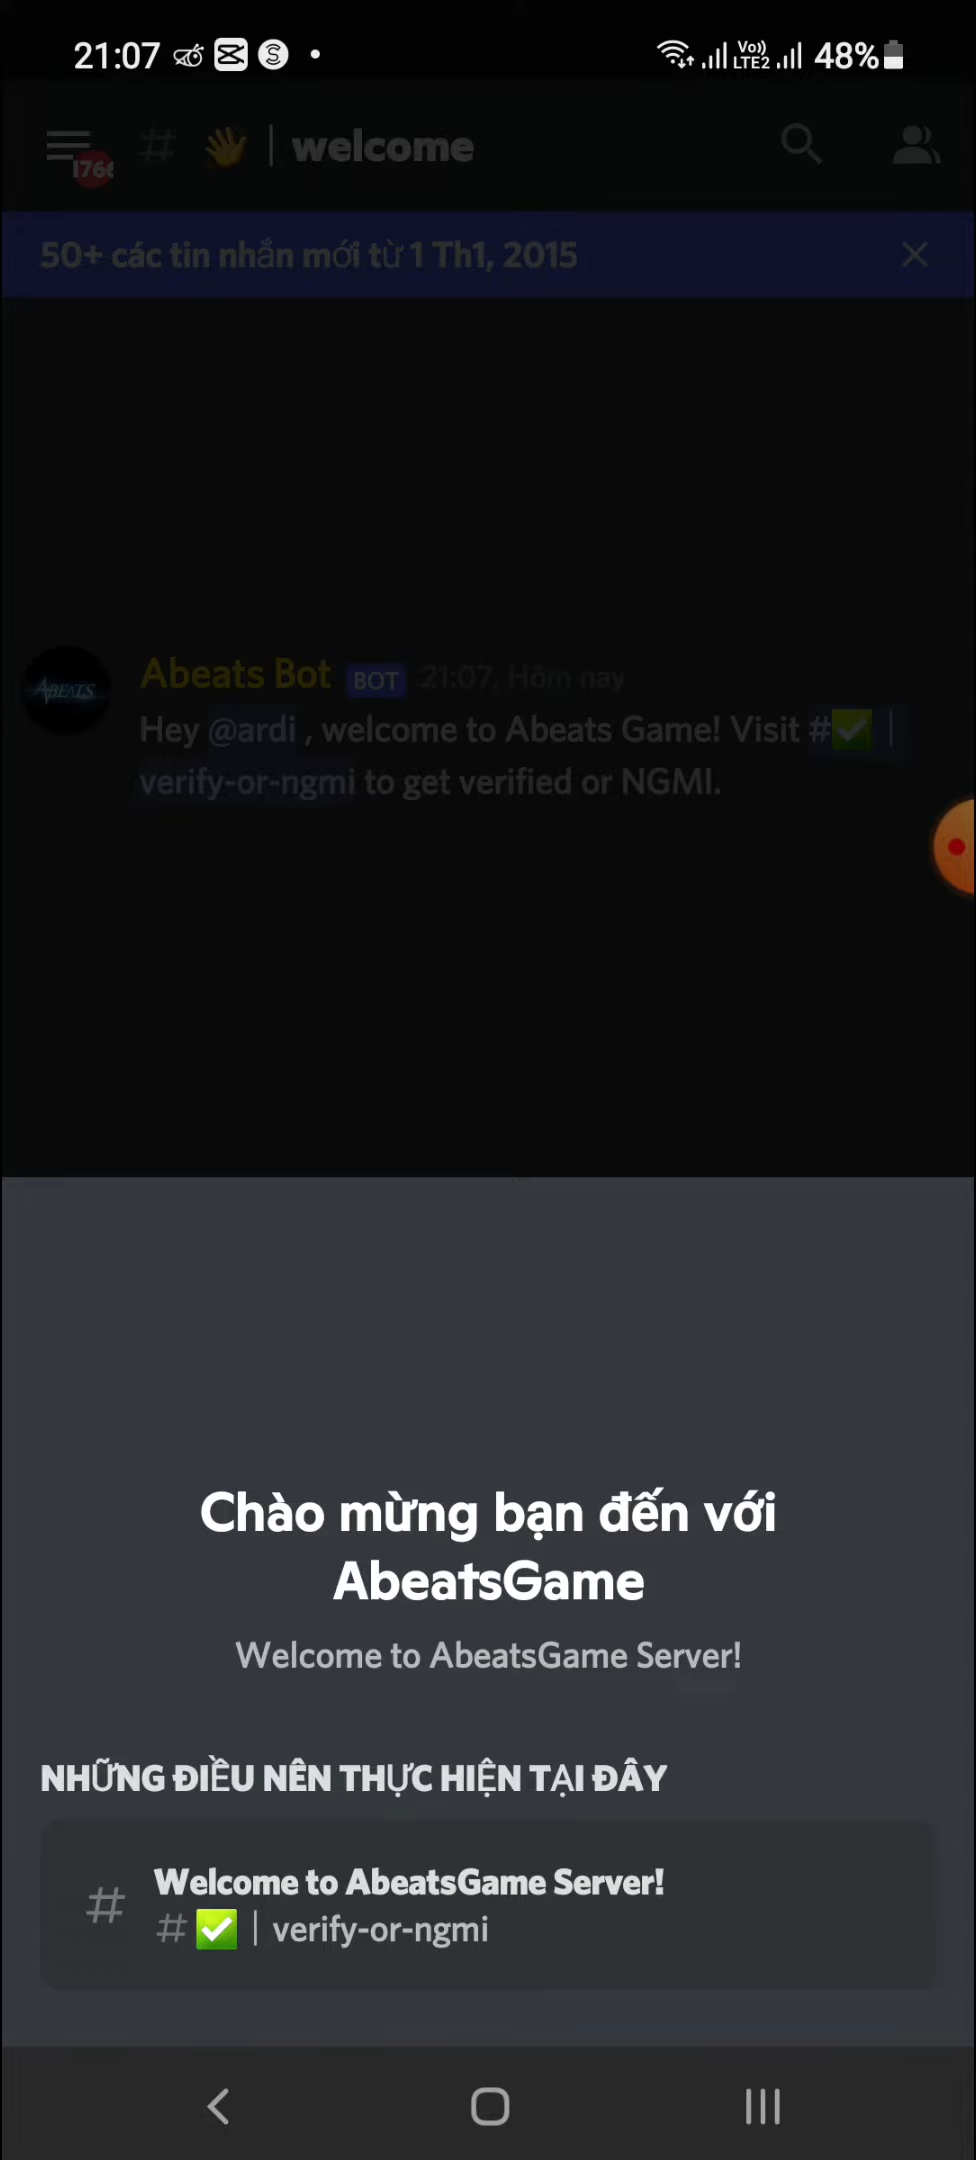 21:07
Vo))
LTE2
48%
# 👋 | welcome
50+ các tin nhắn mới từ 1 Th1, 2015
ABEATS
Abeats Bot BOT 21:07, Hôm nay
Hey @ardi , welcome to Abeats Game! Visit #✅ |
verify-or-ngmi to get verified or NGMI.
Chào mừng bạn đến với
AbeatsGame
Welcome to AbeatsGame Server!
NHỮNG ĐIỀU NÊN THỰC HIỆN TẠI ĐÂY
# Welcome to AbeatsGame Server!
# ✅ | verify-or-ngmi